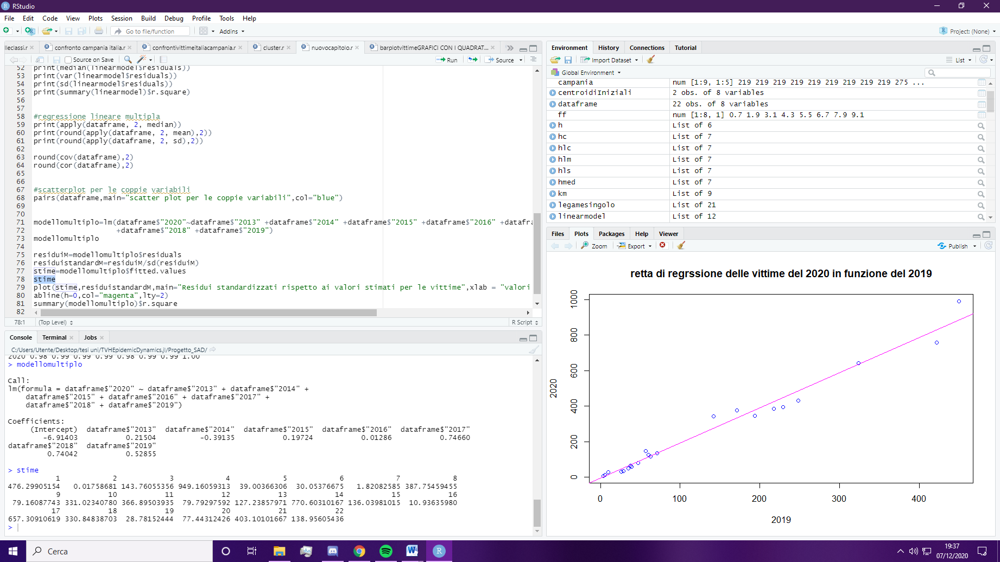 RStudio
File Edit Code View Plots Session Build Debug Profile Tools Help
Go to file/function Addins Project: (None)
lleclassi.r confronto campania italia.r confrontivittimeitaliacampania.r cluster.r nuovocapitolo.r barplotvittimeGRAFICI CON I QUADRAT...
Source on Save Run Source
52 print(median(linearmodel$residuals))
53 print(var(linearmodel$residuals))
54 print(sd(linearmodel$residuals))
55 print(summary(linearmodel)$r.square)
56
57
58 #regressione lineare multipla
59 print(apply(dataframe, 2, median))
60 print(round(apply(dataframe, 2, mean),2))
61 print(round(apply(dataframe, 2, sd),2))
62
63 round(cov(dataframe),2)
64 round(cor(dataframe),2)
65
66
67 #scatterplot per le coppie variabili
68 pairs(dataframe,main="scatter plot per le coppie variabili",col="blue")
69
70
71 modellomultiplo=lm(dataframe$"2020"~dataframe$"2013" +dataframe$"2014" +dataframe$"2015" +dataframe$"2016" +datafra
72 +dataframe$"2018" +dataframe$"2019")
73 modellomultiplo
74
75 residuiM=modellomultiplo$residuals
76 residuistandardM=residuiM/sd(residuiM)
77 stime=modellomultiplo$fitted.values
78 stime
79 plot(stime,residuistandardM,main="Residui standardizzati rispetto ai valori stimati per le vittime",xlab = "valori
80 abline(h=0,col="magenta",lty=2)
81 summary(modellomultiplo)$r.square
82
78:1 (Top Level) R Script
Console Terminal Jobs
C:/Users/Utente/Desktop/tesi uni/TVHEpidemicDynamics.jl/Progetto_SAD/
2020 0.98 0.99 0.99 0.99 0.98 0.99 0.99 1.00
> modellomultiplo
Call:
lm(formula = dataframe$"2020" ~ dataframe$"2013" + dataframe$"2014" +
dataframe$"2015" + dataframe$"2016" + dataframe$"2017" +
dataframe$"2018" + dataframe$"2019")
Coefficients:
(Intercept) dataframe$"2013" dataframe$"2014" dataframe$"2015" dataframe$"2016" dataframe$"2017"
-6.91403 0.21504 -0.39135 0.19724 0.01286 0.74660
dataframe$"2018" dataframe$"2019"
0.74042 0.52855
> stime
1 2 3 4 5 6 7 8
476.29905154 0.01758681 143.76055356 949.16059313 39.00366306 30.05376675 1.82082585 387.75459455
9 10 11 12 13 14 15 16
79.16087743 331.02340780 366.89503935 79.79297592 127.23857971 770.60310167 136.03981015 10.93635980
17 18 19 20 21 22
657.30910619 330.84838703 28.78152444 77.44312426 403.10101667 138.95605436
>
Environment History Connections Tutorial
Import Dataset List
Global Environment
campania num [1:9, 1:5] 219 219 219 219 219 219 219 219 219 275 ...
centroidiIniziali 2 obs. of 8 variables
dataframe 22 obs. of 8 variables
ff num [1:8, 1] 0.7 1.9 3.1 4.3 5.5 6.7 7.9 9.1
h List of 6
hc List of 7
hlc List of 7
hlm List of 7
hls List of 7
hmed List of 7
km List of 9
legamesingolo List of 21
linearmodel List of 12
Files Plots Packages Help Viewer
Zoom Export Publish
retta di regrssione delle vittime del 2020 in funzione del 2019
1000
800
600
400
200
0
2020
0 100 200 300 400
2019
Cerca
19:37
07/12/2020